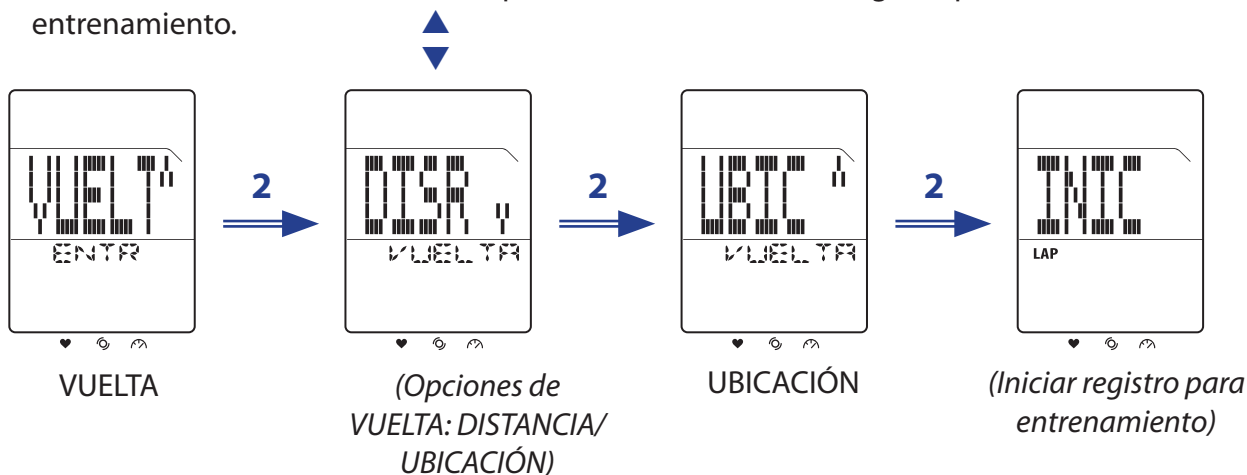 entrenamiento.
2
2
2
VUELT
ENTR
DISR
VUELTA
UBIC
VUELTA
INIC
LAP
VUELTA
(Opciones de
VUELTA: DISTANCIA/
UBICACIÓN)
UBICACIÓN
(Iniciar registro para
entrenamiento)